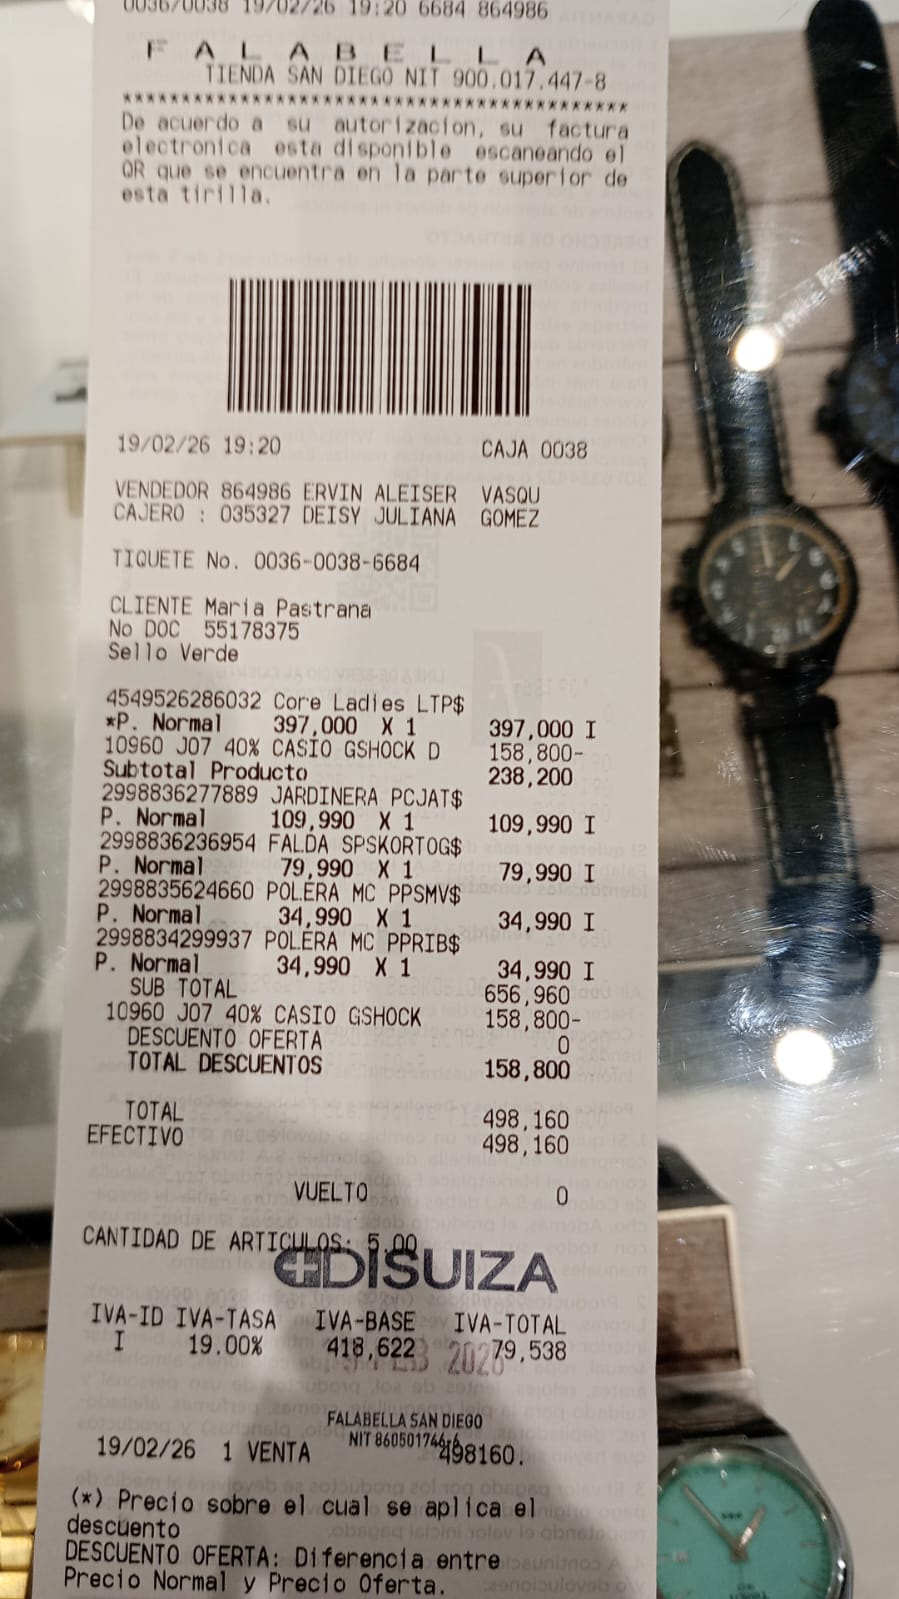 0036/0038 19/02/26 19:20 6684 864986
FALABELLA
TIENDA SAN DIEGO NIT 900.017.447-8
******************************************
De acuerdo a su autorizacion, su factura
electronica esta disponible escaneando el
QR que se encuentra en la parte superior de
esta tirilla.
19/02/26 19:20 CAJA 0038
VENDEDOR 864986 ERVIN ALEISER VASQU
CAJERO : 035327 DEISY JULIANA GOMEZ
TIQUETE No. 0036-0038-6684
CLIENTE Maria Pastrana
No DOC 55178375
Sello Verde
4549526286032 Core Ladies LTP$
*P. Normal 397,000 X 1 397,000 I
10960 J07 40% CASIO GSHOCK D 158,800-
Subtotal Producto 238,200
2998836277889 JARDINERA PCJAT$
P. Normal 109,990 X 1 109,990 I
2998836236954 FALDA SPSKORTOG$
P. Normal 79,990 X 1 79,990 I
2998835624660 POLERA MC PPSMV$
P. Normal 34,990 X 1 34,990 I
2998834299937 POLERA MC PPRIB$
P. Normal 34,990 X 1 34,990 I
SUB TOTAL 656,960
10960 J07 40% CASIO GSHOCK 158,800-
DESCUENTO OFERTA 0
TOTAL DESCUENTOS 158,800
TOTAL 498,160
EFECTIVO 498,160
VUELTO 0
CANTIDAD DE ARTICULOS: 5.00
DISUIZA
IVA-ID IVA-TASA IVA-BASE IVA-TOTAL
I 19.00% 418,622 79,538
2026
FALABELLA SAN DIEGO
NIT 860501744-6
19/02/26 1 VENTA 498160.
(*) Precio sobre el cual se aplica el
descuento
DESCUENTO OFERTA: Diferencia entre
Precio Normal y Precio Oferta.